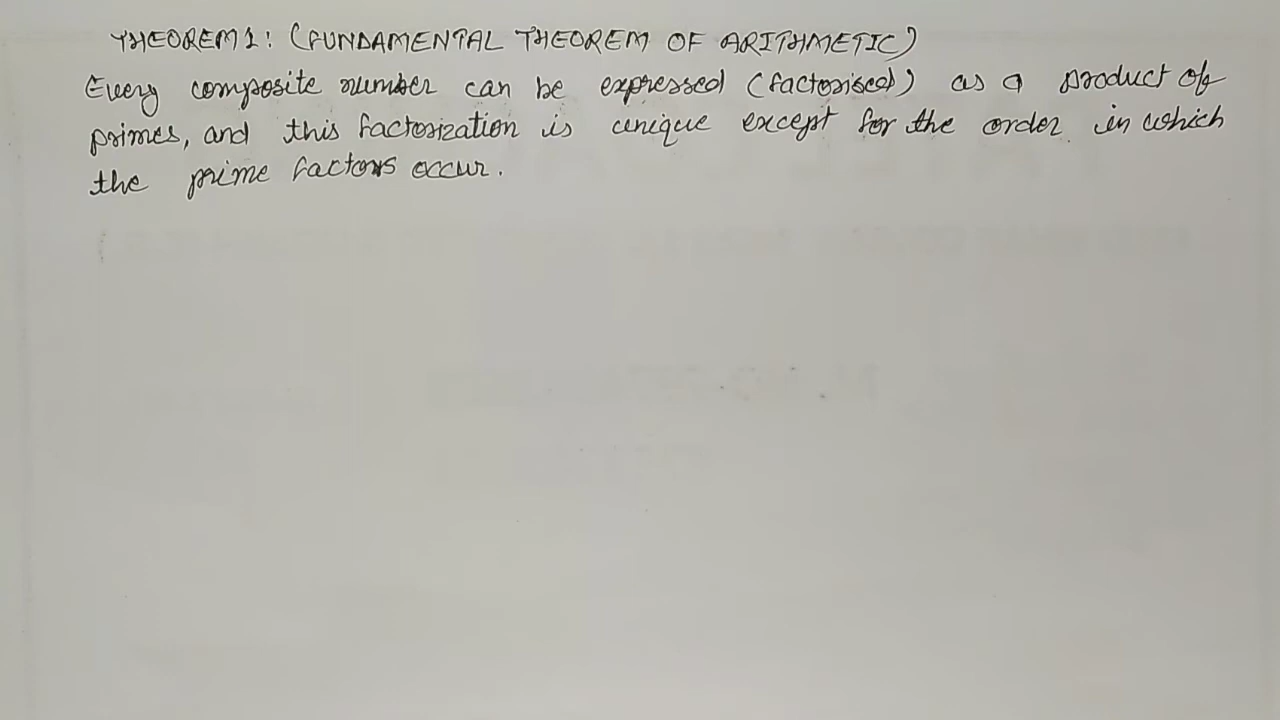 THEOREM 1: (FUNDAMENTAL THEOREM OF ARITHMETIC)
Every composite number can be expressed (factorised) as a product of
primes, and this factorization is unique except for the order in which
the prime factors occur.